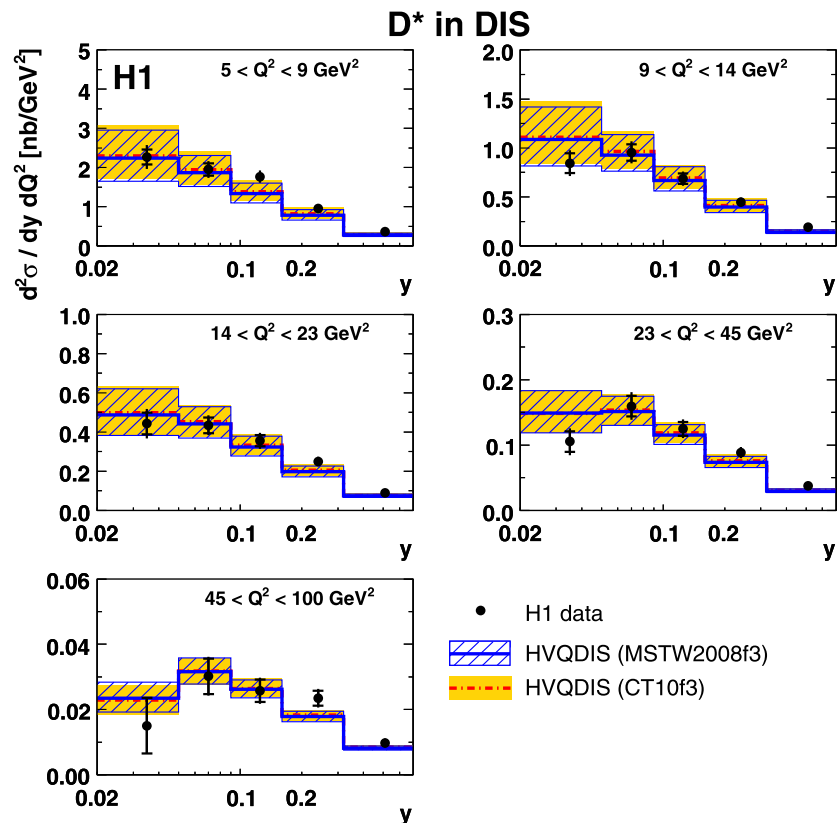 D* in DIS
d²σ / dy dQ² [nb/GeV²]
H1
5 < Q² < 9 GeV²
5
4
3
2
1
0
0.02
0.1
0.2
y
9 < Q² < 14 GeV²
2.0
1.5
1.0
0.5
0.0
0.02
0.1
0.2
y
14 < Q² < 23 GeV²
1.0
0.8
0.6
0.4
0.2
0.0
0.02
0.1
0.2
y
23 < Q² < 45 GeV²
0.3
0.2
0.1
0.0
0.02
0.1
0.2
y
45 < Q² < 100 GeV²
0.06
0.04
0.02
0.00
0.02
0.1
0.2
y
H1 data
HVQDIS (MSTW2008f3)
HVQDIS (CT10f3)